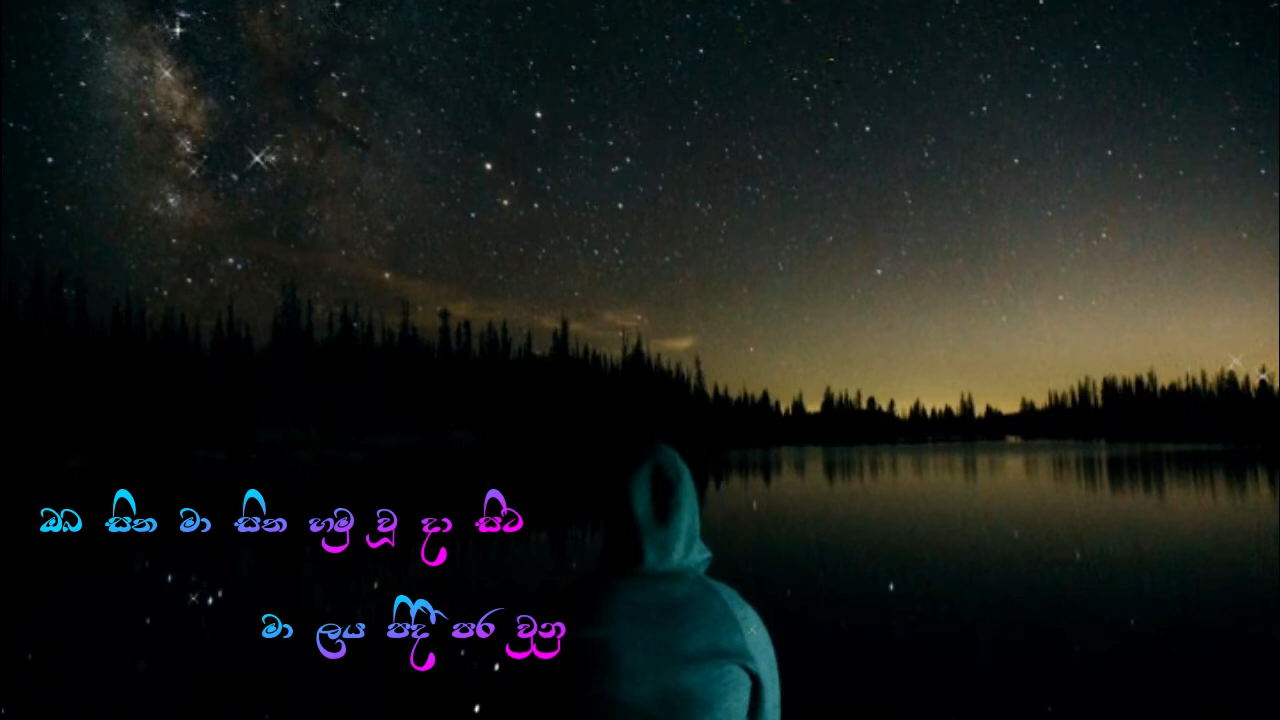 ඔබ සිත මා සිත හමු වූ දා සිට
මා ලය පිදි පර වුනු